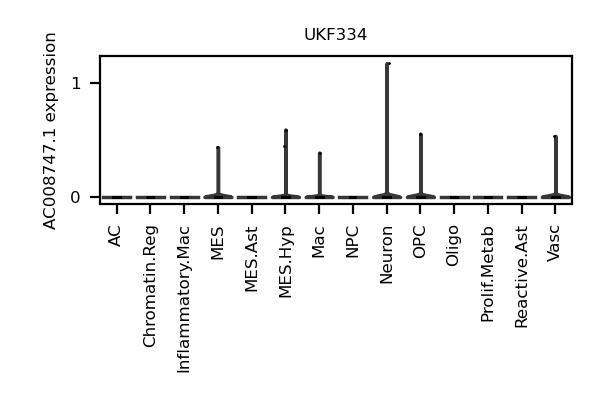 UKF334
AC008747.1 expression
1
0
AC
Chromatin.Reg
Inflammatory.Mac
MES
MES.Ast
MES.Hyp
Mac
NPC
Neuron
OPC
Oligo
Prolif.Metab
Reactive.Ast
Vasc